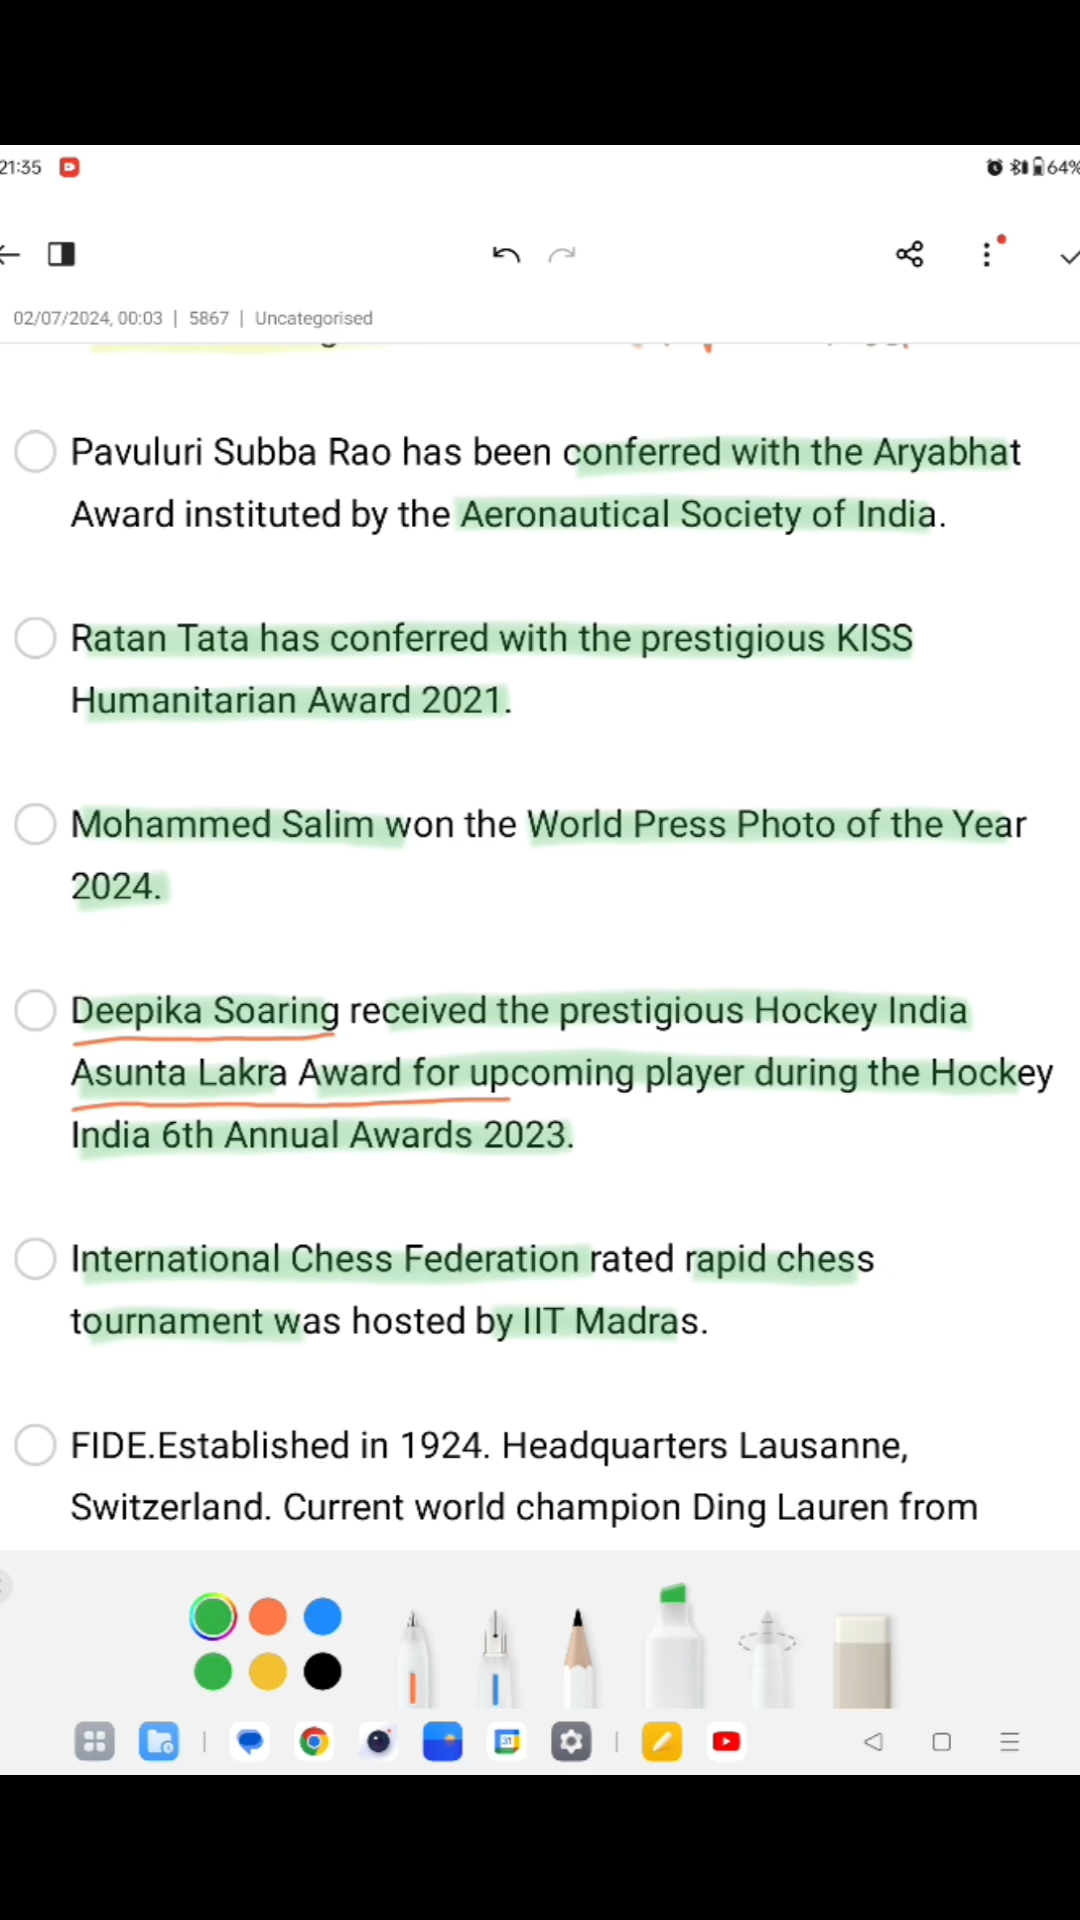 21:35
64%
02/07/2024, 00:03 | 5867 | Uncategorised
Pavuluri Subba Rao has been conferred with the Aryabhat
Award instituted by the Aeronautical Society of India.
Ratan Tata has conferred with the prestigious KISS
Humanitarian Award 2021.
Mohammed Salim won the World Press Photo of the Year
2024.
Deepika Soaring received the prestigious Hockey India
Asunta Lakra Award for upcoming player during the Hockey
India 6th Annual Awards 2023.
International Chess Federation rated rapid chess
tournament was hosted by IIT Madras.
FIDE.Established in 1924. Headquarters Lausanne,
Switzerland. Current world champion Ding Lauren from
31